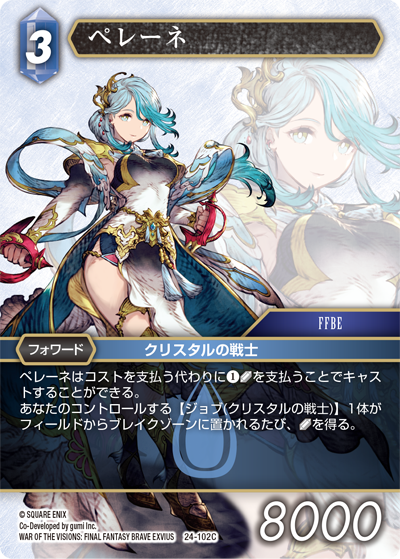 3
ペレーネ
FFBE
フォワード
クリスタルの戦士
ペレーネはコストを支払う代わりに❶を支払うことでキャス
トすることができる。
あなたのコントロールする【ジョブ(クリスタルの戦士)】1体が
フィールドからブレイクゾーンに置かれるたび、を得る。
© SQUARE ENIX
Co-Developed by gumi Inc.
WAR OF THE VISIONS: FINAL FANTASY BRAVE EXVIUS
24-102C
8000